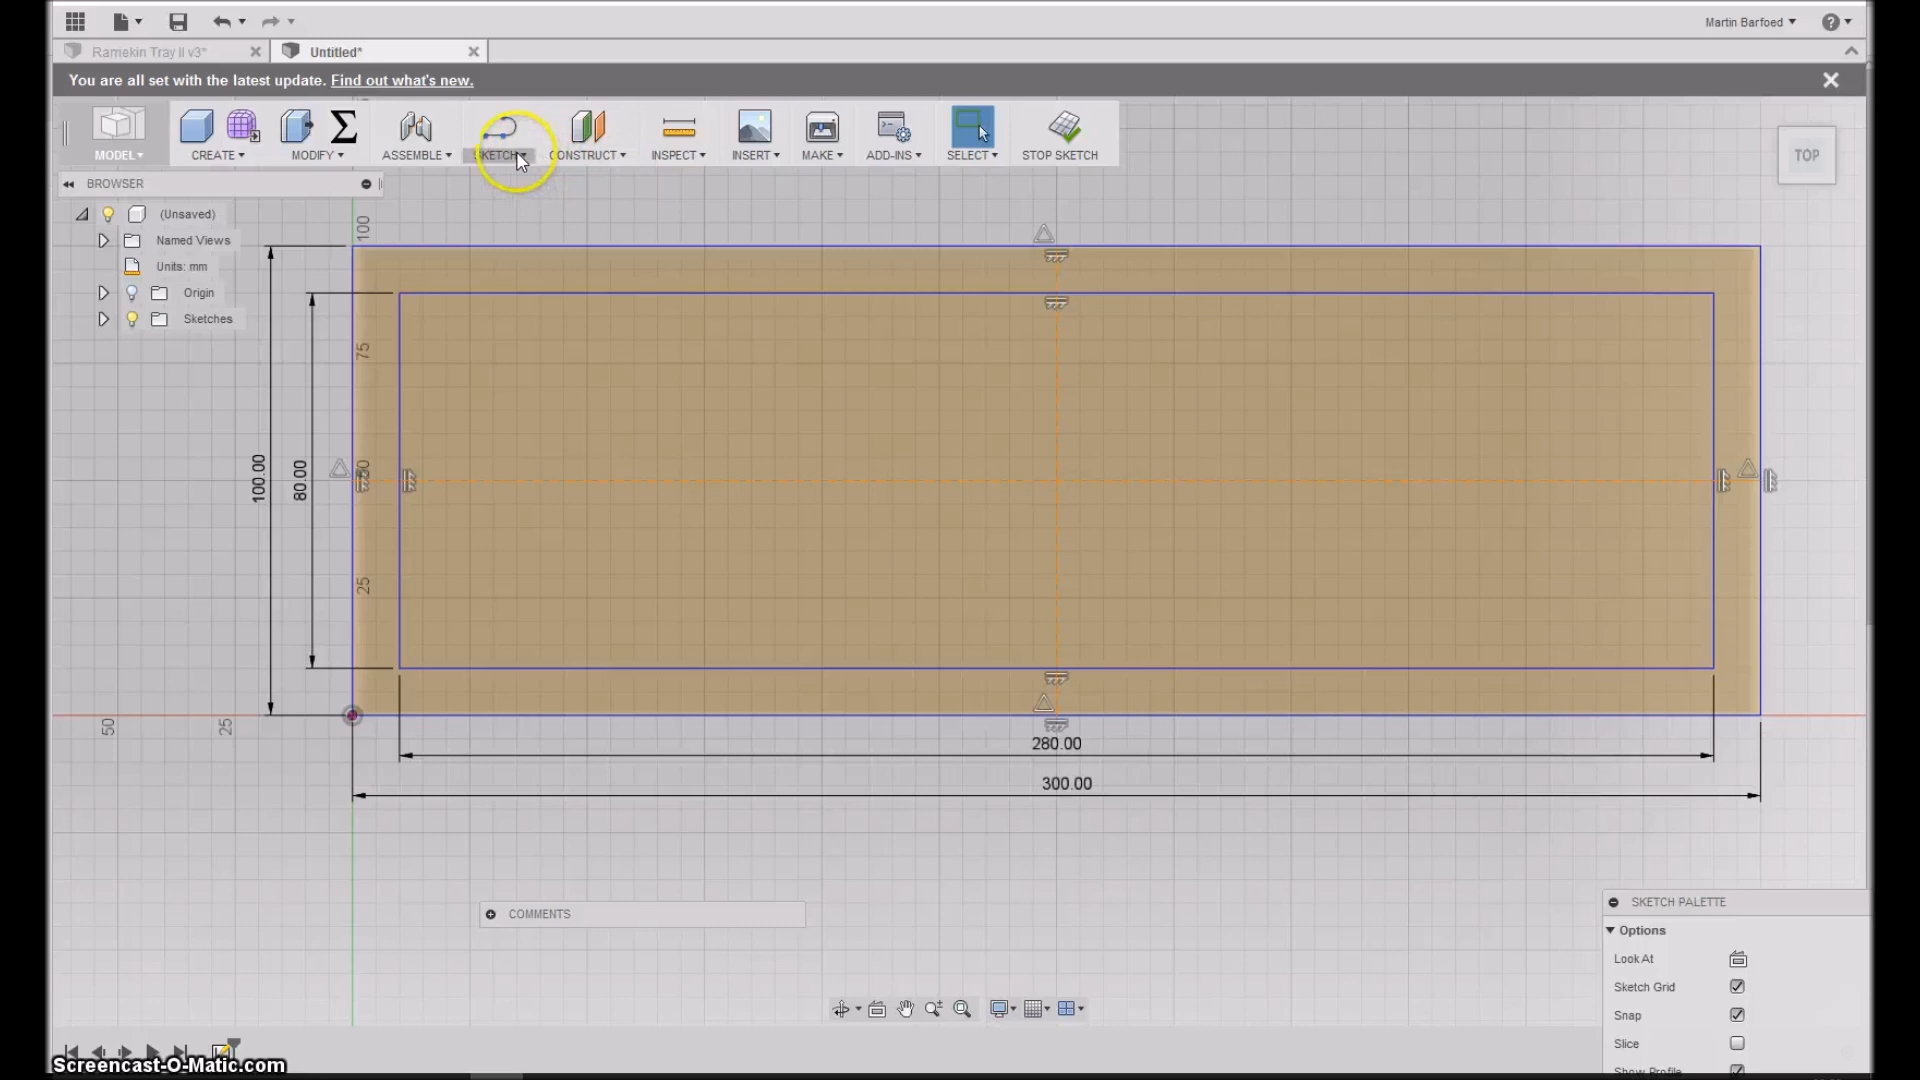 Martin Barfoed
Ramekin Tray II v3*
Untitled*
You are all set with the latest update. Find out what's new.
MODEL
CREATE
MODIFY
ASSEMBLE
SKETCH
CONSTRUCT
INSPECT
INSERT
MAKE
ADD-INS
SELECT
STOP SKETCH
TOP
BROWSER
(Unsaved)
Named Views
Units: mm
Origin
Sketches
100
75
50
25
100.00
80.00
50
25
280.00
300.00
COMMENTS
SKETCH PALETTE
Options
Look At
Sketch Grid
Snap
Slice
Show Profile
Screencast-O-Matic.com